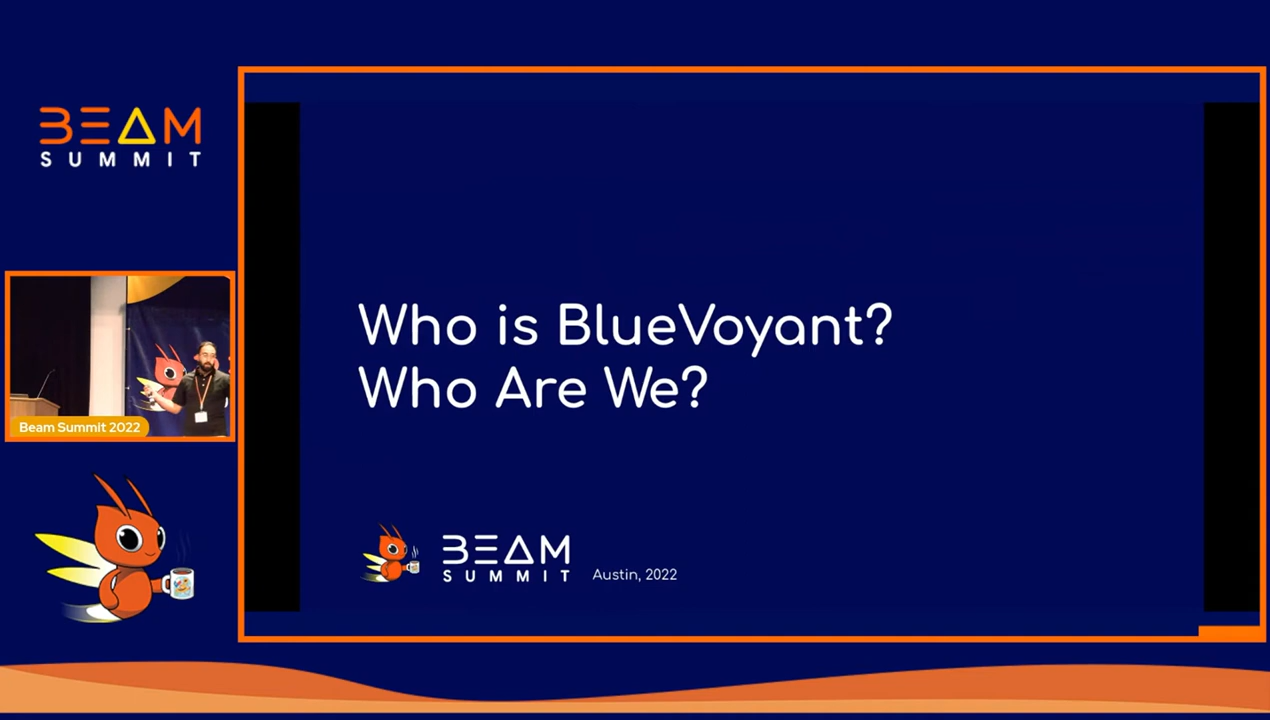 BEAM
SUMMIT
Who is BlueVoyant?
Who Are We?
Beam Summit 2022
BEAM
SUMMIT
Austin, 2022